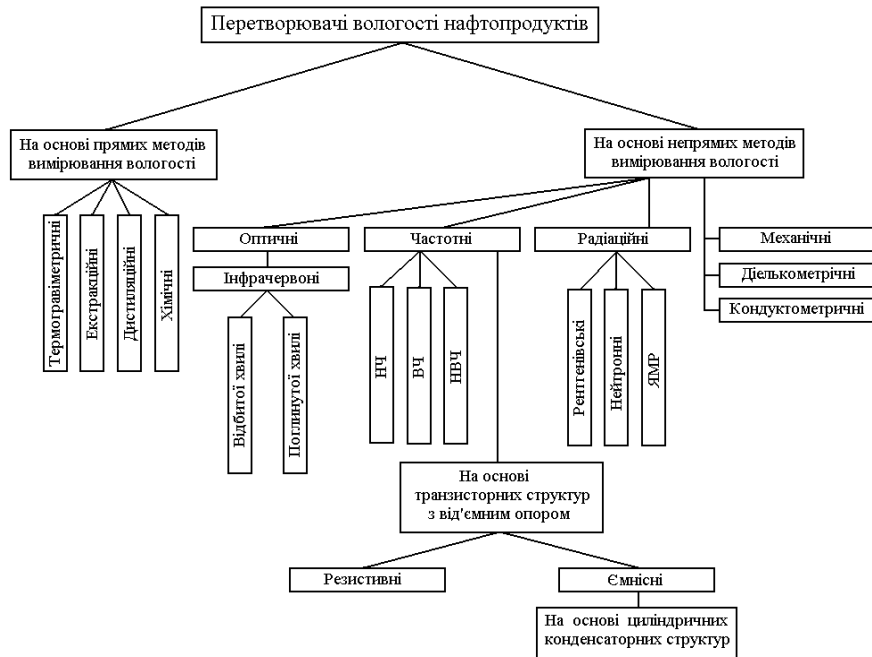 Перетворювачі вологості нафтопродуктів
На основі прямих методів
вимірювання вологості
На основі непрямих методів
вимірювання вологості
Термогравіметричні
Екстракційні
Дистиляційні
Хімічні
Оптичні
Частотні
Радіаційні
Механічні
Інфрачервоні
Діелькометрічні
Кондуктометричні
Відбитої хвилі
Поглинутої хвилі
НЧ
ВЧ
НВЧ
Рентгенівські
Нейтронні
ЯМР
На основі
транзисторних структур
з від'ємним опором
Резистивні
Ємнісні
На основі циліндричних
конденсаторних структур